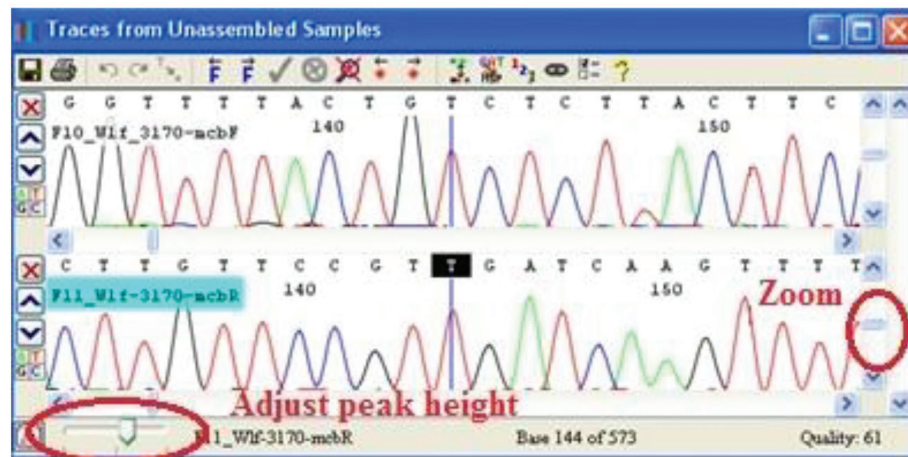 Traces from Unassembled Samples
G G T T T T A C T G T C T C T T A C T T C
140 150
F10_Wlf_3170-mcbF
C T T G T T C C G T T T G A T C A A G T T T T
F11_Wlf-3170-mcbR 140 150
Zoom
Adjust peak height
F11_Wlf-3170-mcbR Base 144 of 573 Quality: 61